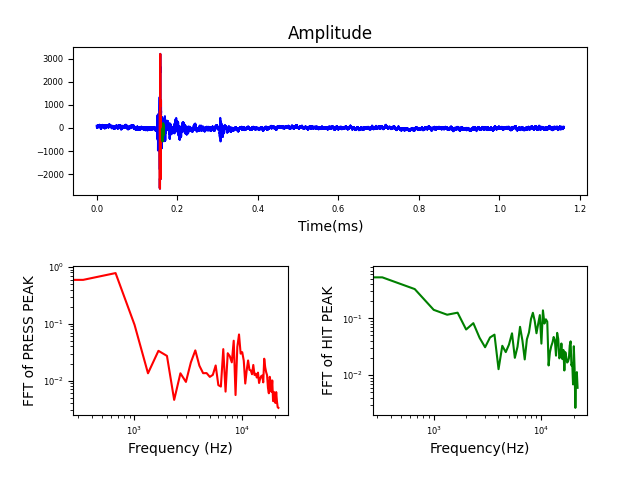 Amplitude
3000
2000
1000
0
−1000
−2000
0.0 0.2 0.4 0.6 0.8 1.0 1.2
Time(ms)
FFT of PRESS PEAK
10⁰
10⁻¹
10⁻²
10³ 10⁴
Frequency (Hz)
FFT of HIT PEAK
10⁻¹
10⁻²
10³ 10⁴
Frequency(Hz)